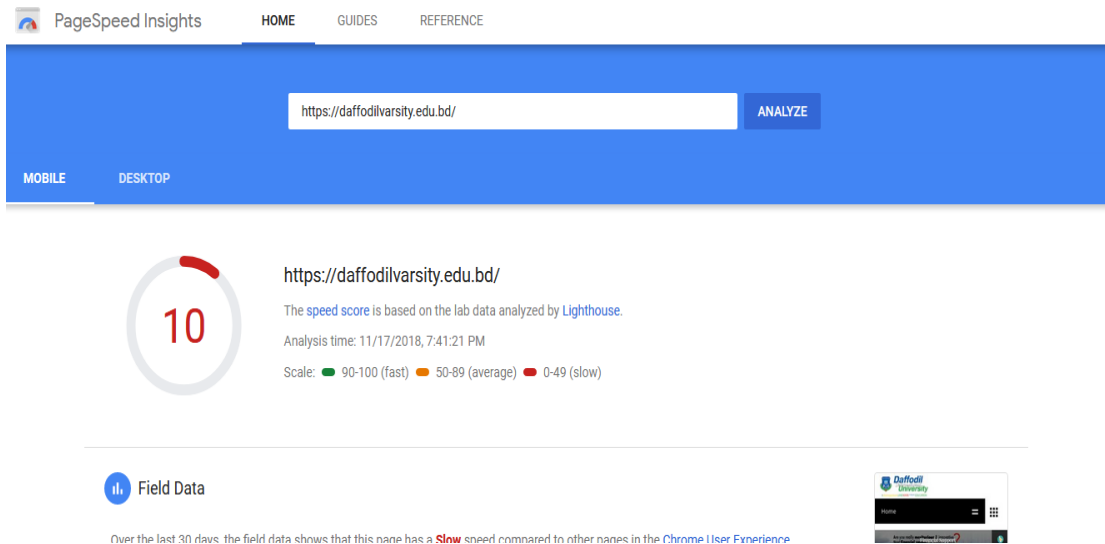 PageSpeed Insights
HOME
GUIDES
REFERENCE
https://daffodilvarsity.edu.bd/
ANALYZE
MOBILE
DESKTOP
10
https://daffodilvarsity.edu.bd/
The speed score is based on the lab data analyzed by Lighthouse.
Analysis time: 11/17/2018, 7:41:21 PM
Scale: 90-100 (fast) 50-89 (average) 0-49 (slow)
Field Data
Over the last 30 days, the field data shows that this page has a Slow speed compared to other pages in the Chrome User Experience
Daffodil
University
Home